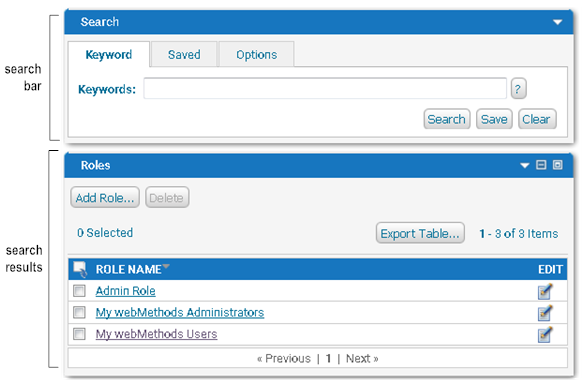 Search
Keyword Saved Options
search bar
Keywords: ?
Search Save Clear
Roles
Add Role... Delete
search results
0 Selected Export Table... 1 - 3 of 3 Items
ROLE NAME EDIT
Admin Role
My webMethods Administrators
My webMethods Users
« Previous | 1 | Next »